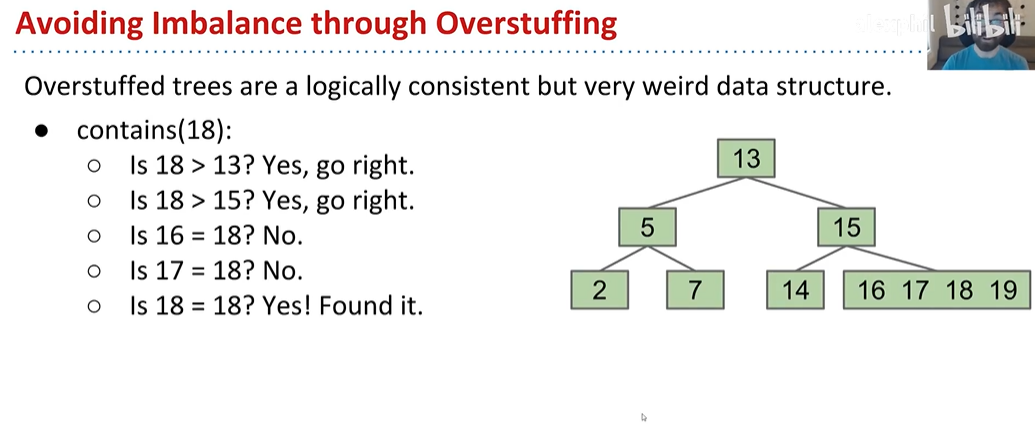 Avoiding Imbalance through Overstuffing
bilibili
Overstuffed trees are a logically consistent but very weird data structure.
● contains(18):
○ Is 18 > 13? Yes, go right.
○ Is 18 > 15? Yes, go right.
○ Is 16 = 18? No.
○ Is 17 = 18? No.
○ Is 18 = 18? Yes! Found it.
13
5 15
2 7 14 16 17 18 19